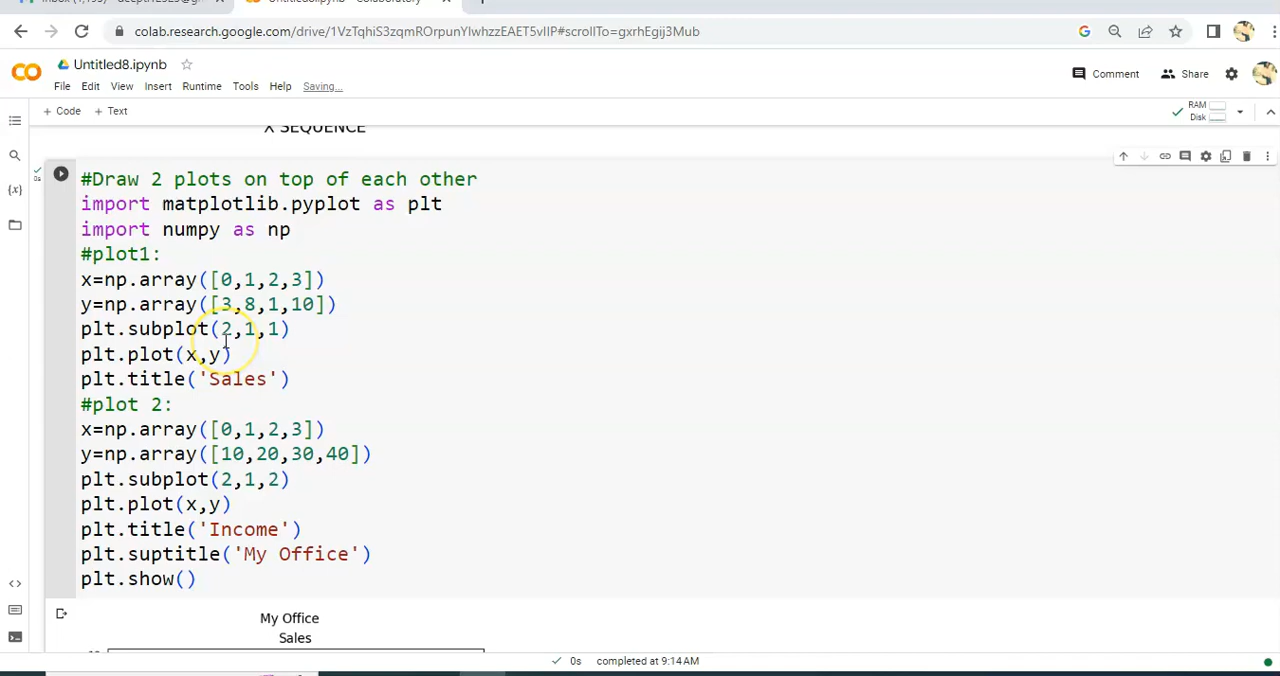 colab.research.google.com/drive/1VzTqhiS3zqmROrpunYlwhzzEAET5vIIP#scrollTo=gxrhEgij3Mub
Untitled8.ipynb
Comment
Share
File Edit View Insert Runtime Tools Help Saving...
+ Code + Text
RAM
Disk
X SEQUENCE
0s
#Draw 2 plots on top of each other
import matplotlib.pyplot as plt
import numpy as np
#plot1:
x=np.array([0,1,2,3])
y=np.array([3,8,1,10])
plt.subplot(2,1,1)
plt.plot(x,y)
plt.title('Sales')
#plot 2:
x=np.array([0,1,2,3])
y=np.array([10,20,30,40])
plt.subplot(2,1,2)
plt.plot(x,y)
plt.title('Income')
plt.suptitle('My Office')
plt.show()
My Office
Sales
0s completed at 9:14 AM